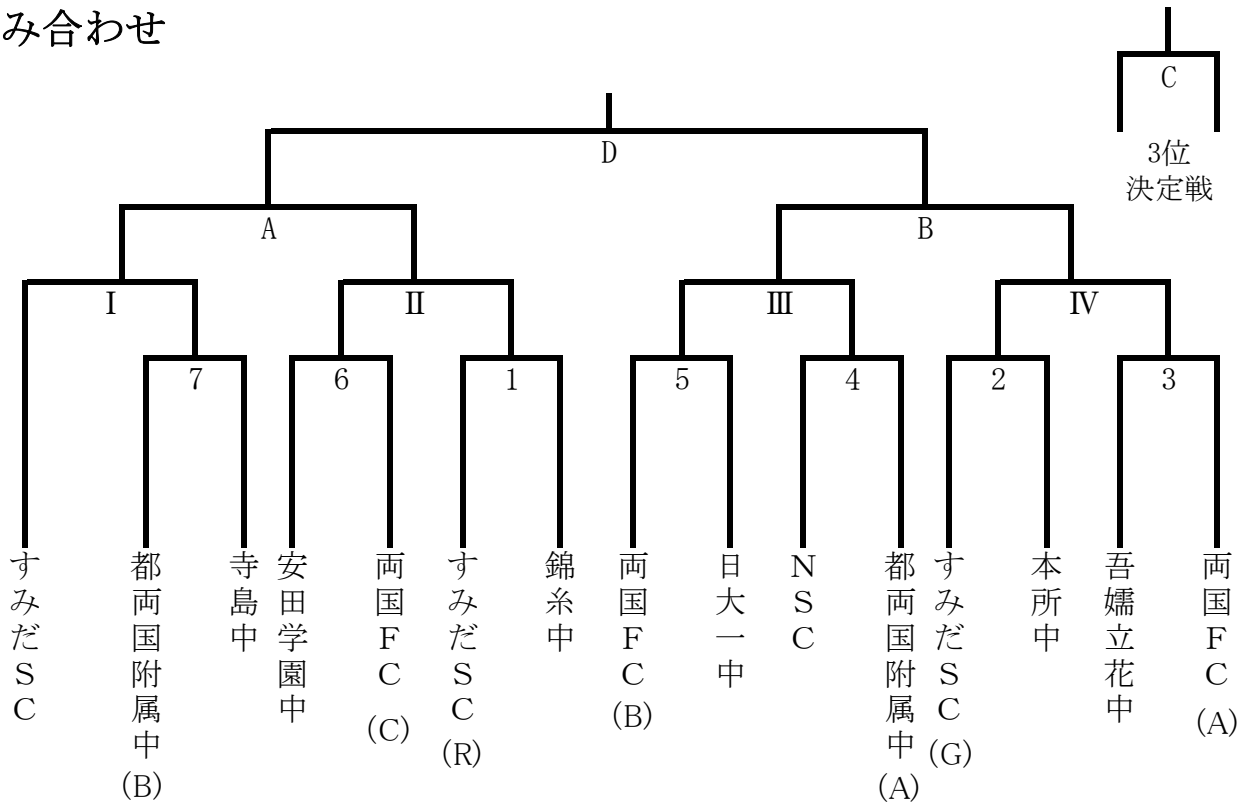 み合わせ
C
3位
決定戦
D
A
B
Ⅰ
Ⅱ
Ⅲ
Ⅳ
7
6
1
5
4
2
3
すみだＳＣ
都両国附属中(B)
寺島中
安田学園中
両国ＦＣ(C)
すみだＳＣ(R)
錦糸中
両国ＦＣ(B)
日大一中
ＮＳＣ
都両国附属中(A)
すみだＳＣ(G)
本所中
吾嬬立花中
両国ＦＣ(A)